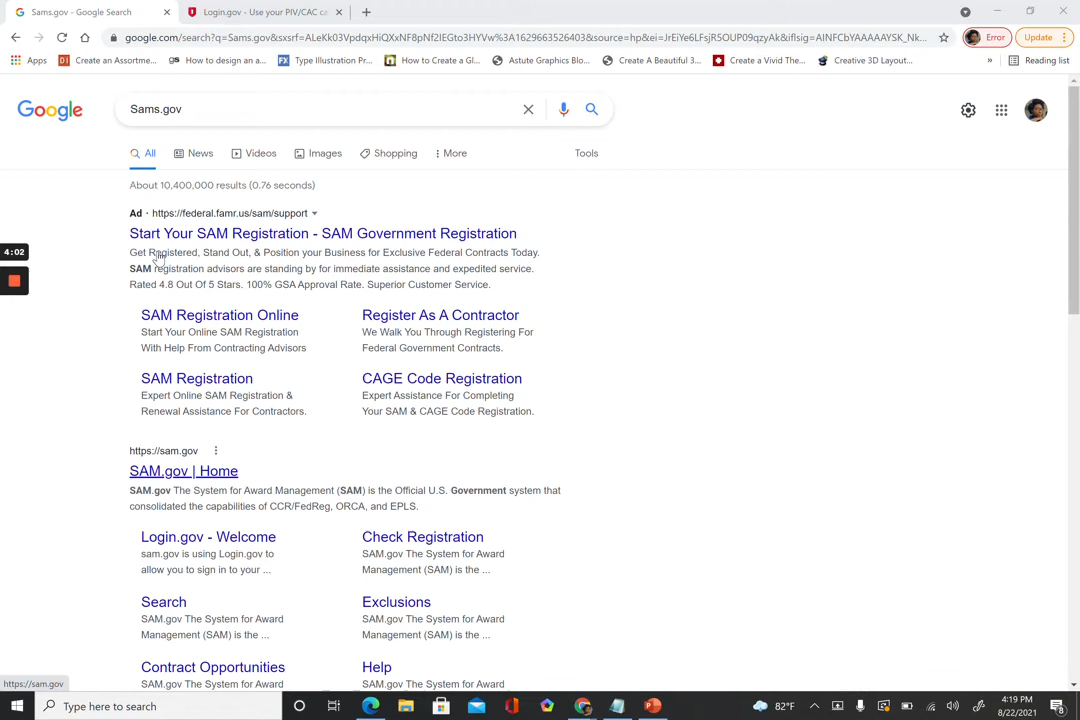 Sams.gov - Google Search
Login.gov - Use your PIV/CAC ca
google.com/search?q=Sams.gov&sxsrf=ALeKk03VpdqxHiQXxNF8pNf2IEGto3HYVw%3A1629663526403&source=hp&ei=JrEiYe6LFsjR5OUP09qzyAk&iflsig=AINFCbYAAAAAYSK_Nk...
Error
Update
Apps
Create an Assortme...
How to design an a...
Type Illustration Pr...
How to Create a Gl...
Astute Graphics Blo...
Create A Beautiful 3...
Create a Vivid The...
Creative 3D Layout...
»
Reading list
Google
Sams.gov
All
News
Videos
Images
Shopping
More
Tools
About 10,400,000 results (0.76 seconds)
Ad · https://federal.famr.us/sam/support
Start Your SAM Registration - SAM Government Registration
4:02
Get Registered, Stand Out, & Position your Business for Exclusive Federal Contracts Today.
SAM registration advisors are standing by for immediate assistance and expedited service.
Rated 4.8 Out Of 5 Stars. 100% GSA Approval Rate. Superior Customer Service.
SAM Registration Online
Start Your Online SAM Registration
With Help From Contracting Advisors
Register As A Contractor
We Walk You Through Registering For
Federal Government Contracts.
SAM Registration
Expert Online SAM Registration &
Renewal Assistance For Contractors.
CAGE Code Registration
Expert Assistance For Completing
Your SAM & CAGE Code Registration.
https://sam.gov
SAM.gov | Home
SAM.gov The System for Award Management (SAM) is the Official U.S. Government system that
consolidated the capabilities of CCR/FedReg, ORCA, and EPLS.
Login.gov - Welcome
sam.gov is using Login.gov to
allow you to sign in to your ...
Check Registration
SAM.gov The System for Award
Management (SAM) is the ...
Search
SAM.gov The System for Award
Management (SAM) is the ...
Exclusions
SAM.gov The System for Award
Management (SAM) is the ...
Contract Opportunities
SAM.gov The System for Award
Help
SAM.gov The System for Award
https://sam.gov
Type here to search
82°F
4:19 PM
8/22/2021
8